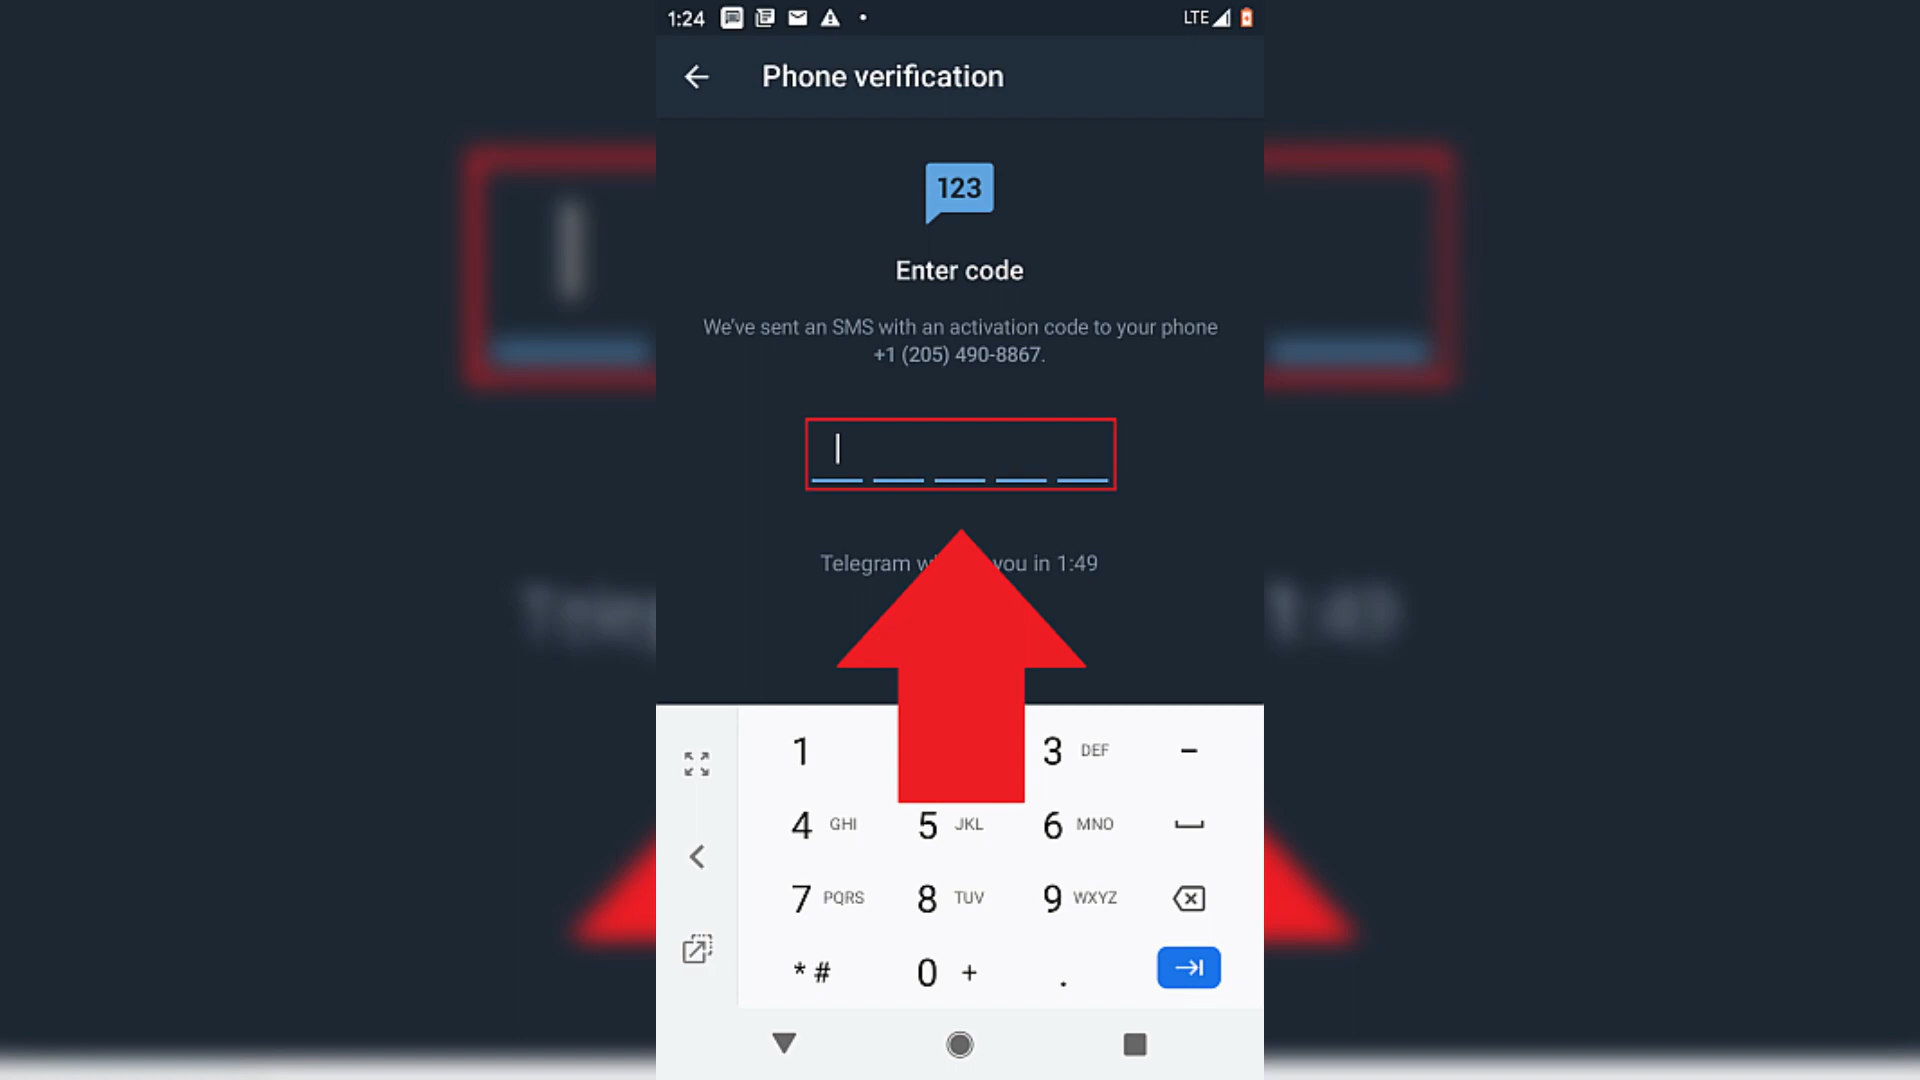 1:24 LTE
Phone verification
123
Enter code
We've sent an SMS with an activation code to your phone
+1 (205) 490-8867.
Telegram you in 1:49
1 3 DEF -
4 GHI 5 JKL 6 MNO
7 PQRS 8 TUV 9 WXYZ
* # 0 + .